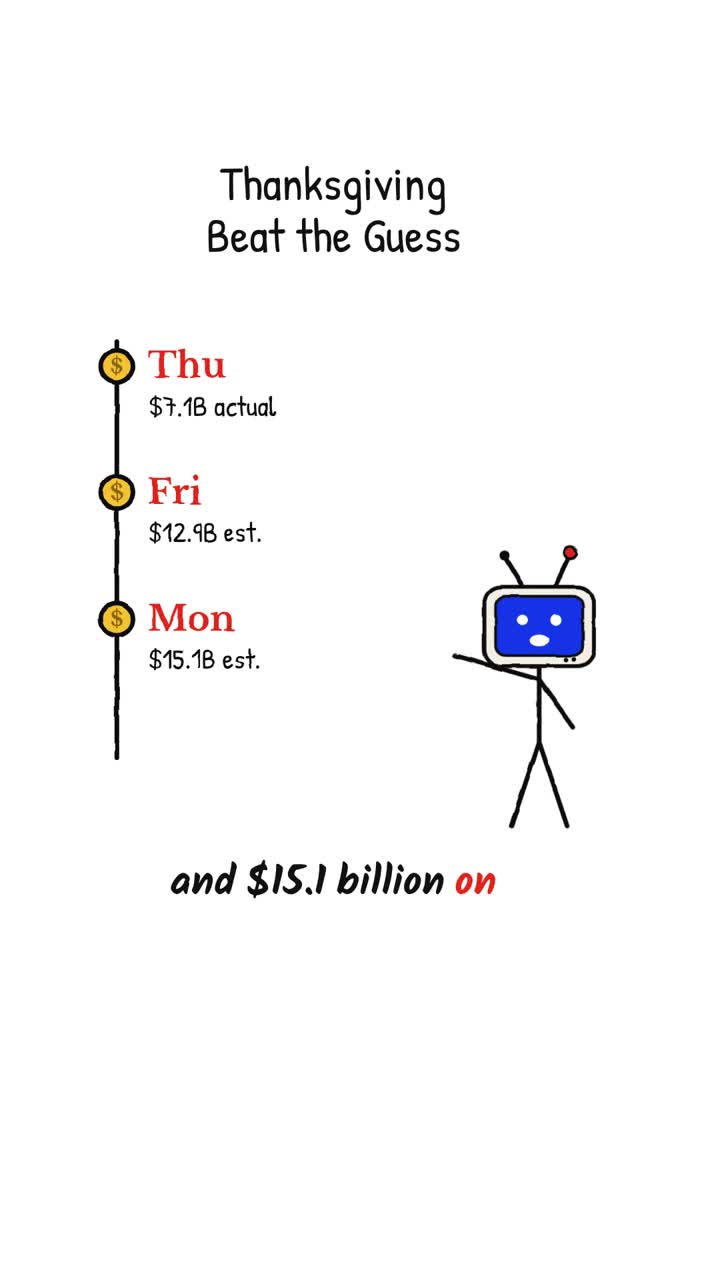 Thanksgiving
Beat the Guess
$ Thu
$7.1B actual
$ Fri
$12.9B est.
$ Mon
$15.1B est.
and $15.1 billion on